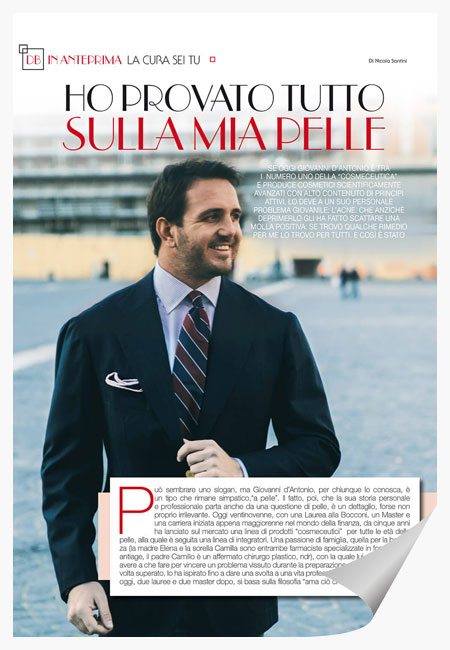 DB IN ANTEPRIMA LA CURA SEI TU
Di Nicola Santini
HO PROVATO TUTTO
SULLA MIA PELLE
SE OGGI GIOVANNI D'ANTONIO È TRA
I NUMERO UNO DELLA "COSMECEUTICA"
E PRODUCE COSMETICI SCIENTIFICAMENTE
AVANZATI CON ALTO CONTENUTO DI PRINCIPI
ATTIVI, LO DEVE A UN SUO PERSONALE
PROBLEMA GIOVANILE: L'ACNE. CHE ANZICHÉ
DEPRIMERLO GLI HA FATTO SCATTARE UNA
MOLLA POSITIVA: SE TROVO QUALCHE RIMEDIO
PER ME LO TROVO PER TUTTI. E COSÌ È STATO
Può sembrare uno slogan, ma Giovanni d'Antonio, per chiunque lo conosca, è
un tipo che rimane simpatico,"a pelle". Il fatto, poi, che la sua storia personale
e professionale parta anche da una questione di pelle, è un dettaglio, forse non
proprio irrilevante. Oggi ventinovenne, con una Laurea alla Bocconi, un Master e
una carriera iniziata appena maggiorenne nel mondo della finanza, da cinque anni
ha lanciato sul mercato una linea di prodotti "cosmeceutici" per tutte le età
pelle, alla quale è seguita una linea di integratori. Una passione di famiglia, quella per la
za (la madre Elena e la sorella Camilla sono entrambe farmaciste specializzate in
antiage, il padre Camillo è un affermato chirurgo plastico, ndr), con la quale
avere a che fare per vincere un problema vissuto durante la preparazione
volta superato, lo ha ispirato fino a dare una svolta a una vita
oggi, due lauree e due master dopo, si basa sulla filosofia "ama ciò